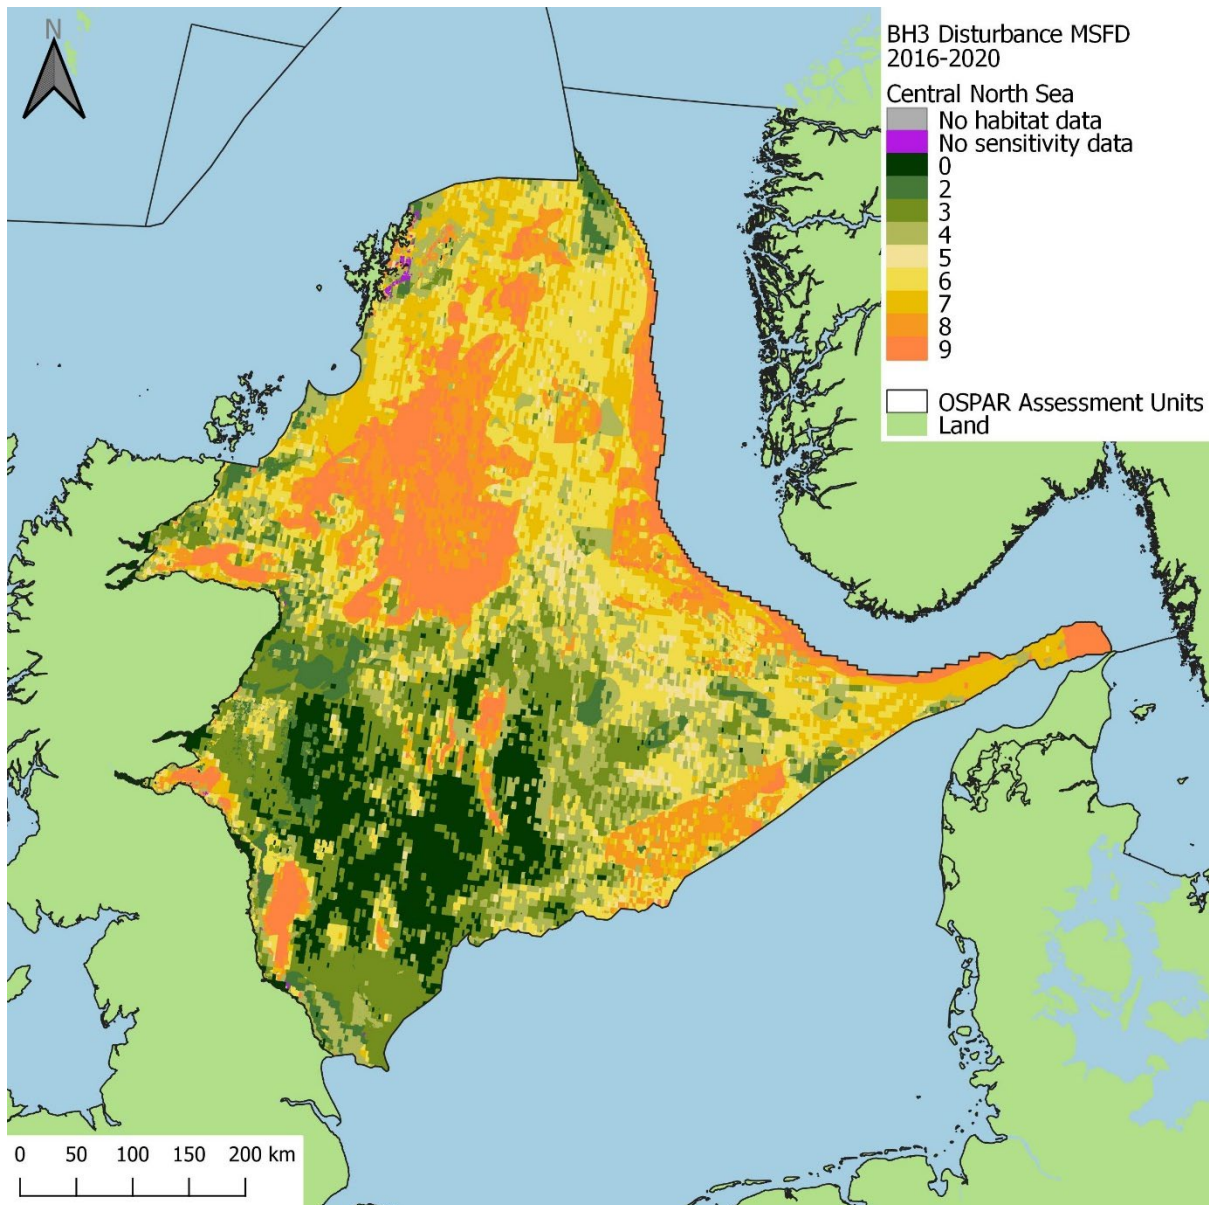 N
BH3 Disturbance MSFD
2016-2020
Central North Sea
No habitat data
No sensitivity data
0
2
3
4
5
6
7
8
9
OSPAR Assessment Units
Land
0 50 100 150 200 km